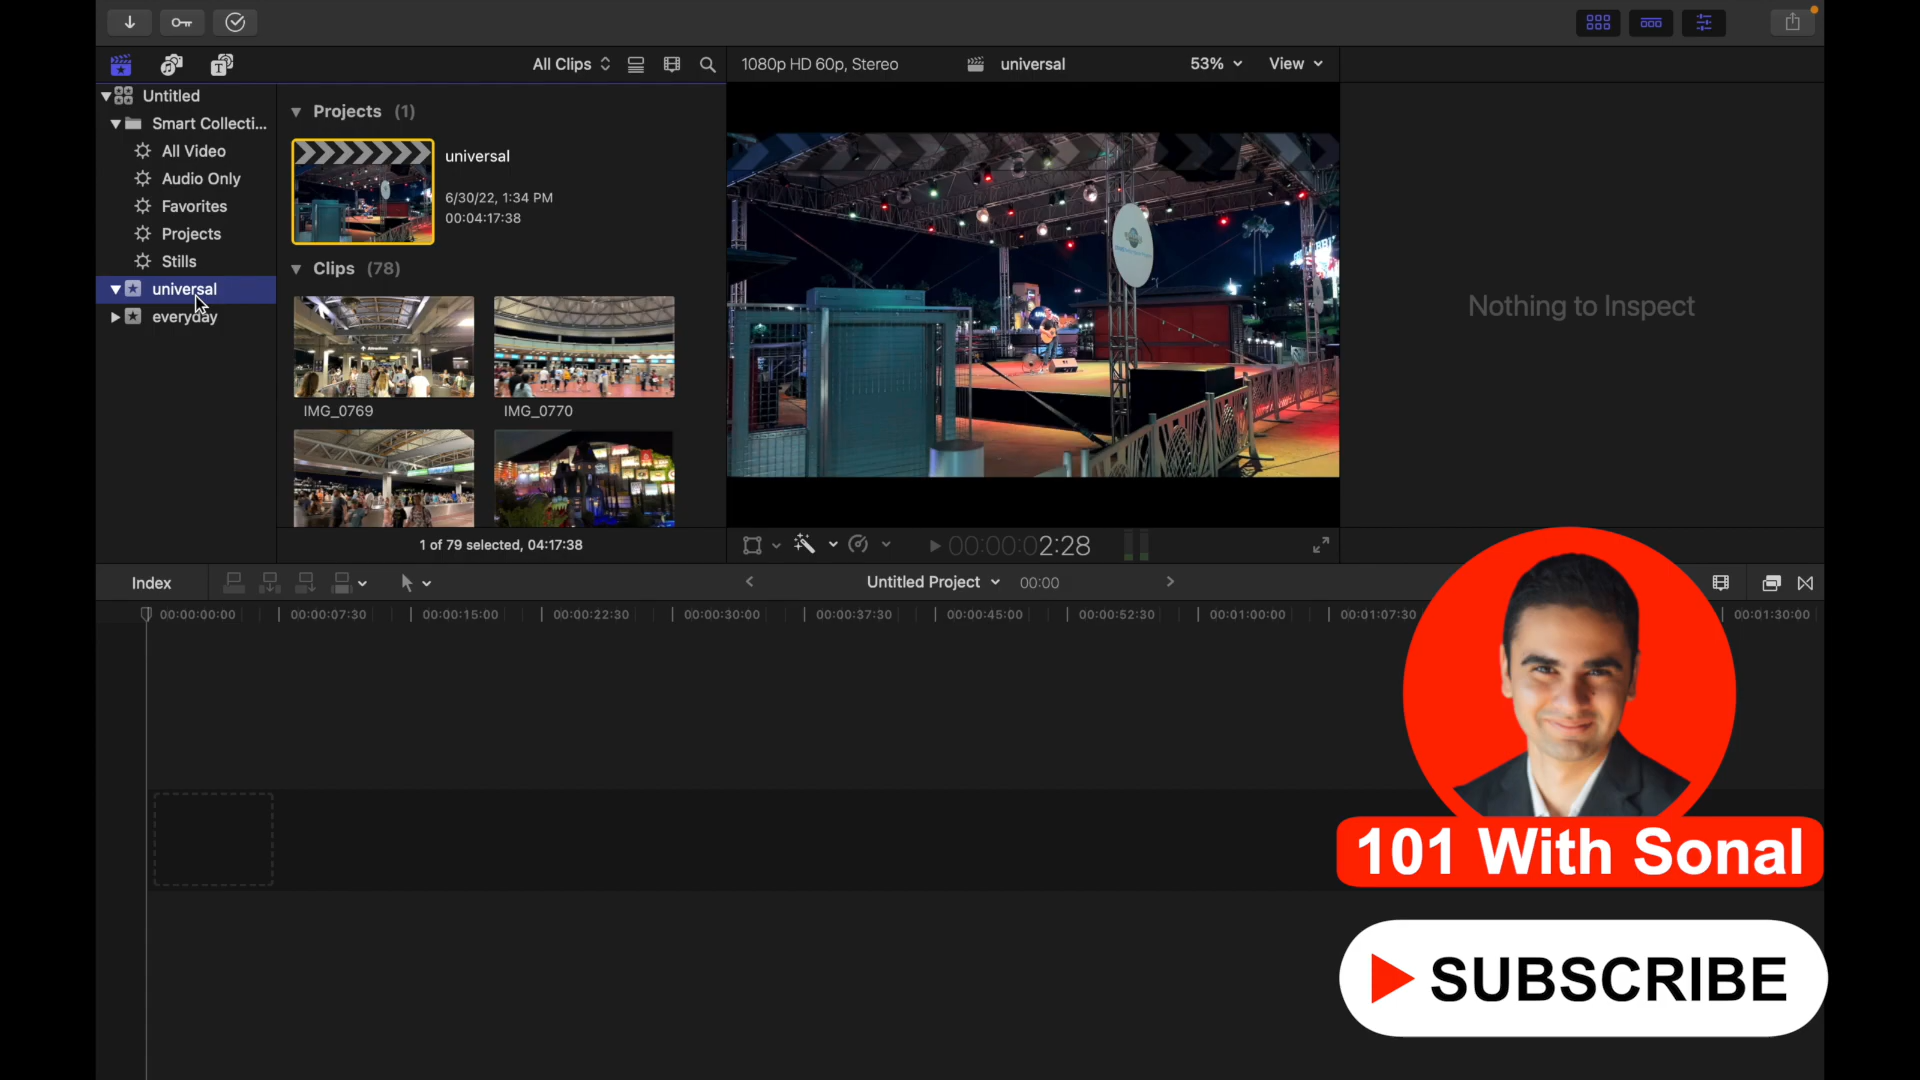 All Clips
1080p HD 60p, Stereo
universal
53%
View
Untitled
Smart Collecti...
All Video
Audio Only
Favorites
Projects
Stills
universal
everyday
Projects (1)
universal
6/30/22, 1:34 PM
00:04:17:38
Clips (78)
IMG_0769
IMG_0770
1 of 79 selected, 04:17:38
Nothing to Inspect
00:00:02:28
Index
Untitled Project
00:00
00:00:00:00
00:00:07:30
00:00:15:00
00:00:22:30
00:00:30:00
00:00:37:30
00:00:45:00
00:00:52:30
00:01:00:00
00:01:07:30
00:01:30:00
101 With Sonal
SUBSCRIBE